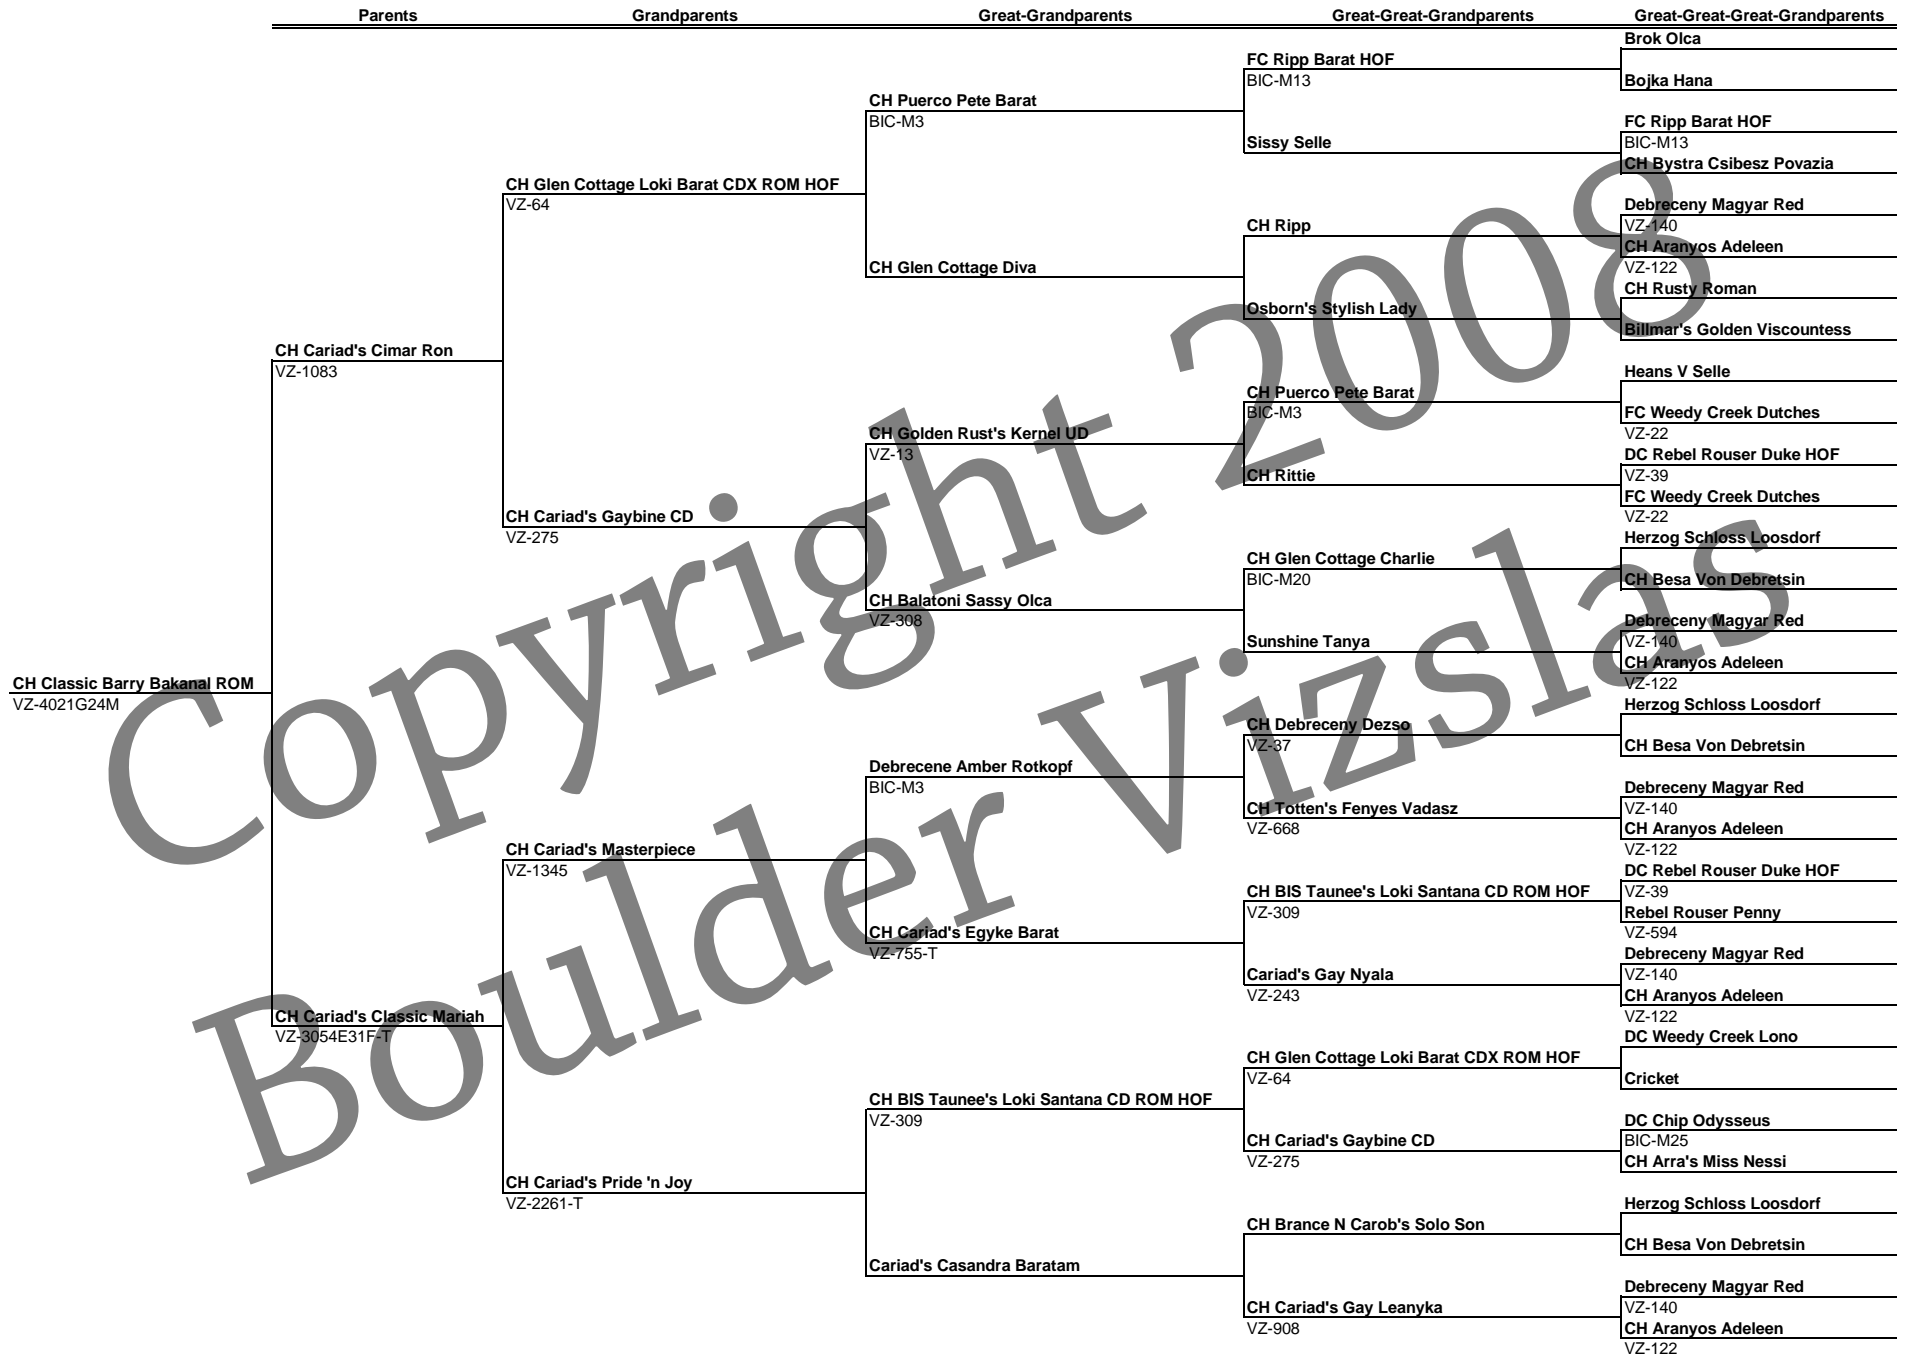 Parents Grandparents Great-Grandparents Great-Great-Grandparents Great-Great-Great-Grandparents
CH Classic Barry Bakanal ROM
VZ-4021G24M
CH Cariad's Cimar Ron
VZ-1083
CH Cariad's Classic Mariah
VZ-3054E31F-T
CH Glen Cottage Loki Barat CDX ROM HOF
VZ-64
CH Cariad's Gaybine CD
VZ-275
CH Cariad's Masterpiece
VZ-1345
CH Cariad's Pride 'n Joy
VZ-2261-T
CH Puerco Pete Barat
BIC-M3
CH Glen Cottage Diva
CH Golden Rust's Kernel UD
VZ-13
CH Balatoni Sassy Olca
VZ-308
Debrecene Amber Rotkopf
BIC-M3
CH Cariad's Egyke Barat
VZ-755-T
CH BIS Taunee's Loki Santana CD ROM HOF
VZ-309
Cariad's Casandra Baratam
FC Ripp Barat HOF
BIC-M13
Sissy Selle
CH Ripp
Osborn's Stylish Lady
CH Puerco Pete Barat
BIC-M3
CH Rittie
CH Glen Cottage Charlie
BIC-M20
Sunshine Tanya
CH Debreceny Dezso
VZ-37
CH Totten's Fenyes Vadasz
VZ-668
CH BIS Taunee's Loki Santana CD ROM HOF
VZ-309
Cariad's Gay Nyala
VZ-243
CH Glen Cottage Loki Barat CDX ROM HOF
VZ-64
CH Cariad's Gaybine CD
VZ-275
CH Brance N Carob's Solo Son
CH Cariad's Gay Leanyka
VZ-908
Brok Olca
Bojka Hana
FC Ripp Barat HOF
BIC-M13
CH Bystra Csibesz Povazia
Debreceny Magyar Red
VZ-140
CH Aranyos Adeleen
VZ-122
CH Rusty Roman
Billmar's Golden Viscountess
Heans V Selle
FC Weedy Creek Dutches
VZ-22
DC Rebel Rouser Duke HOF
VZ-39
FC Weedy Creek Dutches
VZ-22
Herzog Schloss Loosdorf
CH Besa Von Debretsin
Debreceny Magyar Red
VZ-140
CH Aranyos Adeleen
VZ-122
Herzog Schloss Loosdorf
CH Besa Von Debretsin
Debreceny Magyar Red
VZ-140
CH Aranyos Adeleen
VZ-122
DC Rebel Rouser Duke HOF
VZ-39
Rebel Rouser Penny
VZ-594
Debreceny Magyar Red
VZ-140
CH Aranyos Adeleen
VZ-122
DC Weedy Creek Lono
Cricket
DC Chip Odysseus
BIC-M25
CH Arra's Miss Nessi
Herzog Schloss Loosdorf
CH Besa Von Debretsin
Debreceny Magyar Red
VZ-140
CH Aranyos Adeleen
VZ-122
Copyright 2008
Boulder Vizslas